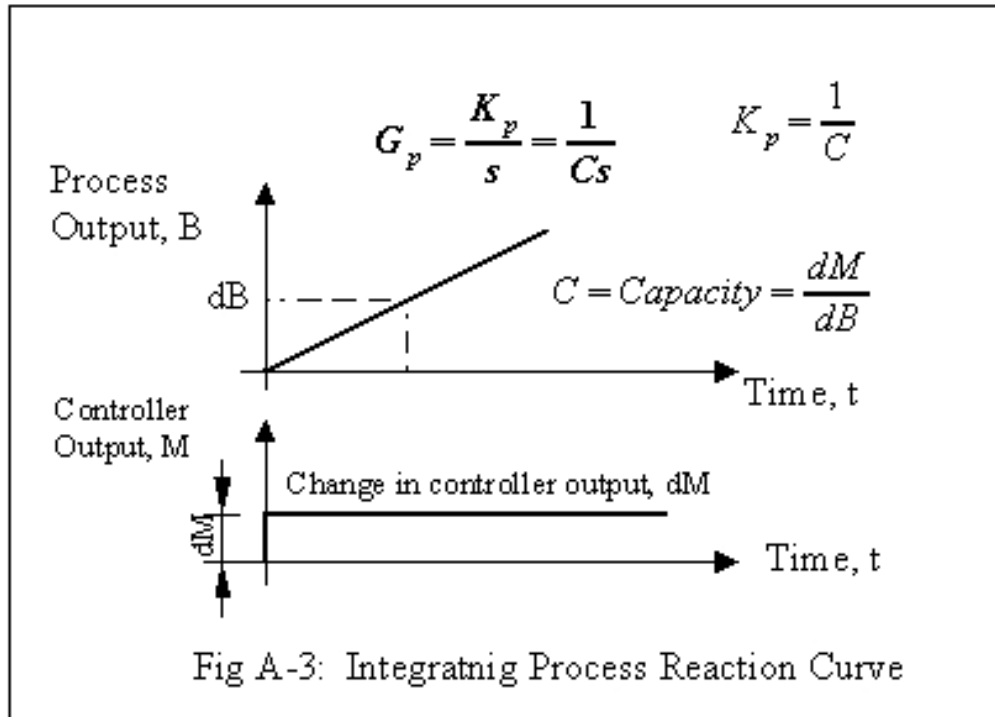 G_p = K_p / s = 1 / Cs
K_p = 1 / C
Process
Output, B
dB
C = Capacity = dM / dB
Time, t
Controller
Output, M
Change in controller output, dM
dM
Time, t
Fig A-3: Integratnig Process Reaction Curve